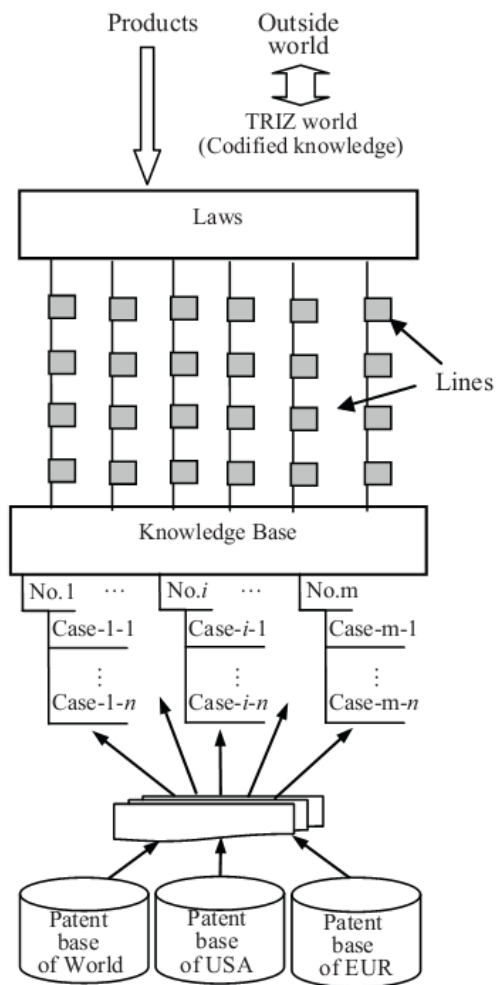 Products
Outside
world
TRIZ world
(Codified knowledge)
Laws
Lines
Knowledge Base
No.1 ⋯ No.i ⋯ No.m
Case-1-1 Case-i-1 Case-m-1
⋮ ⋮ ⋮
Case-1-n Case-i-n Case-m-n
Patent Patent Patent
base base base
of World of USA of EUR